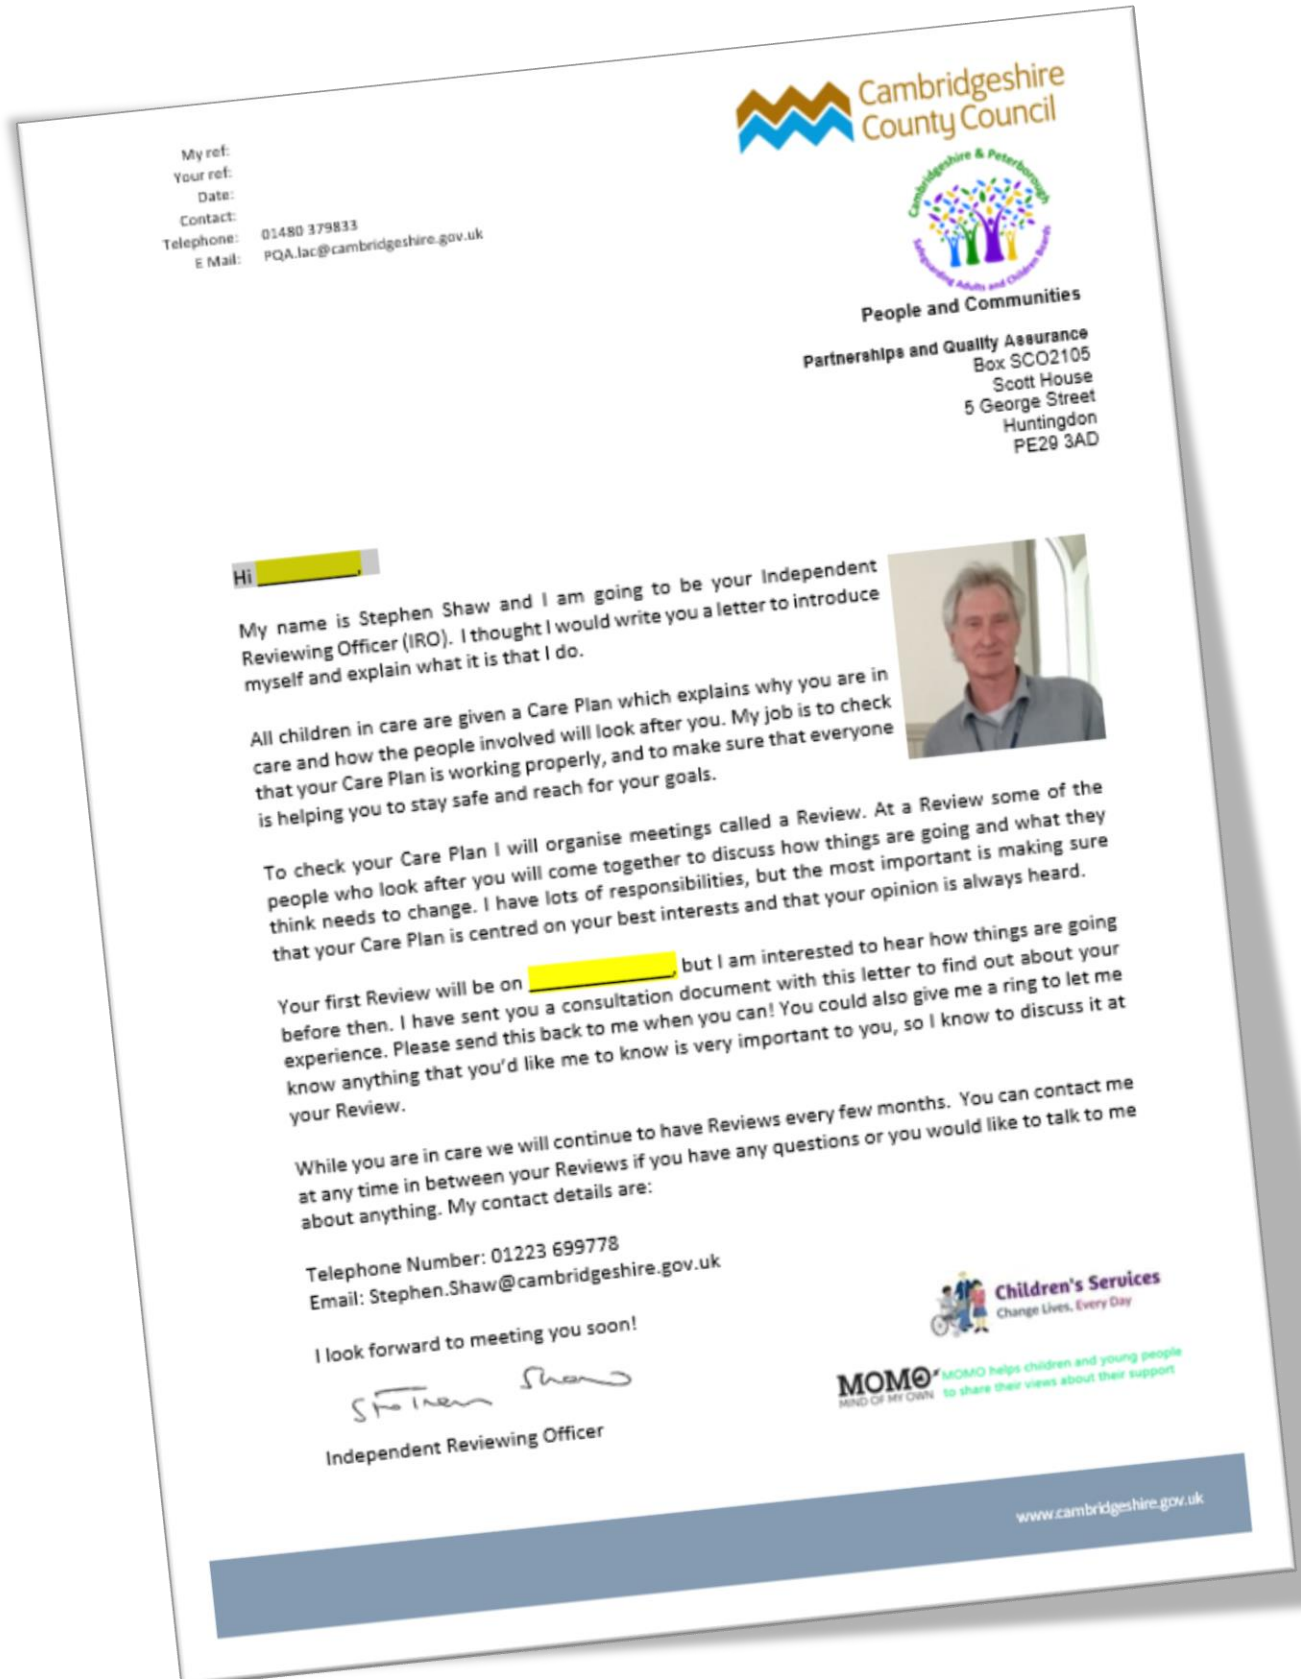 My ref:
Your ref:
Date:
Contact:
Telephone: 01480 379833
E Mail: PQA.lac@cambridgeshire.gov.uk
Cambridgeshire
County Council
Cambridgeshire & Peterborough
Safeguarding Adults and Children Boards
People and Communities
Partnerships and Quality Assurance
Box SCO2105
Scott House
5 George Street
Huntingdon
PE29 3AD
Hi __________,
My name is Stephen Shaw and I am going to be your Independent
Reviewing Officer (IRO). I thought I would write you a letter to introduce
myself and explain what it is that I do.
All children in care are given a Care Plan which explains why you are in
care and how the people involved will look after you. My job is to check
that your Care Plan is working properly, and to make sure that everyone
is helping you to stay safe and reach for your goals.
To check your Care Plan I will organise meetings called a Review. At a Review some of the
people who look after you will come together to discuss how things are going and what they
think needs to change. I have lots of responsibilities, but the most important is making sure
that your Care Plan is centred on your best interests and that your opinion is always heard.
Your first Review will be on ______________, but I am interested to hear how things are going
before then. I have sent you a consultation document with this letter to find out about your
experience. Please send this back to me when you can! You could also give me a ring to let me
know anything that you'd like me to know is very important to you, so I know to discuss it at
your Review.
While you are in care we will continue to have Reviews every few months. You can contact me
at any time in between your Reviews if you have any questions or you would like to talk to me
about anything. My contact details are:
Telephone Number: 01223 699778
Email: Stephen.Shaw@cambridgeshire.gov.uk
I look forward to meeting you soon!
Stephen Shaw
Independent Reviewing Officer
Children's Services
Change Lives, Every Day
MOMO
MIND OF MY OWN
MOMO helps children and young people
to share their views about their support
www.cambridgeshire.gov.uk